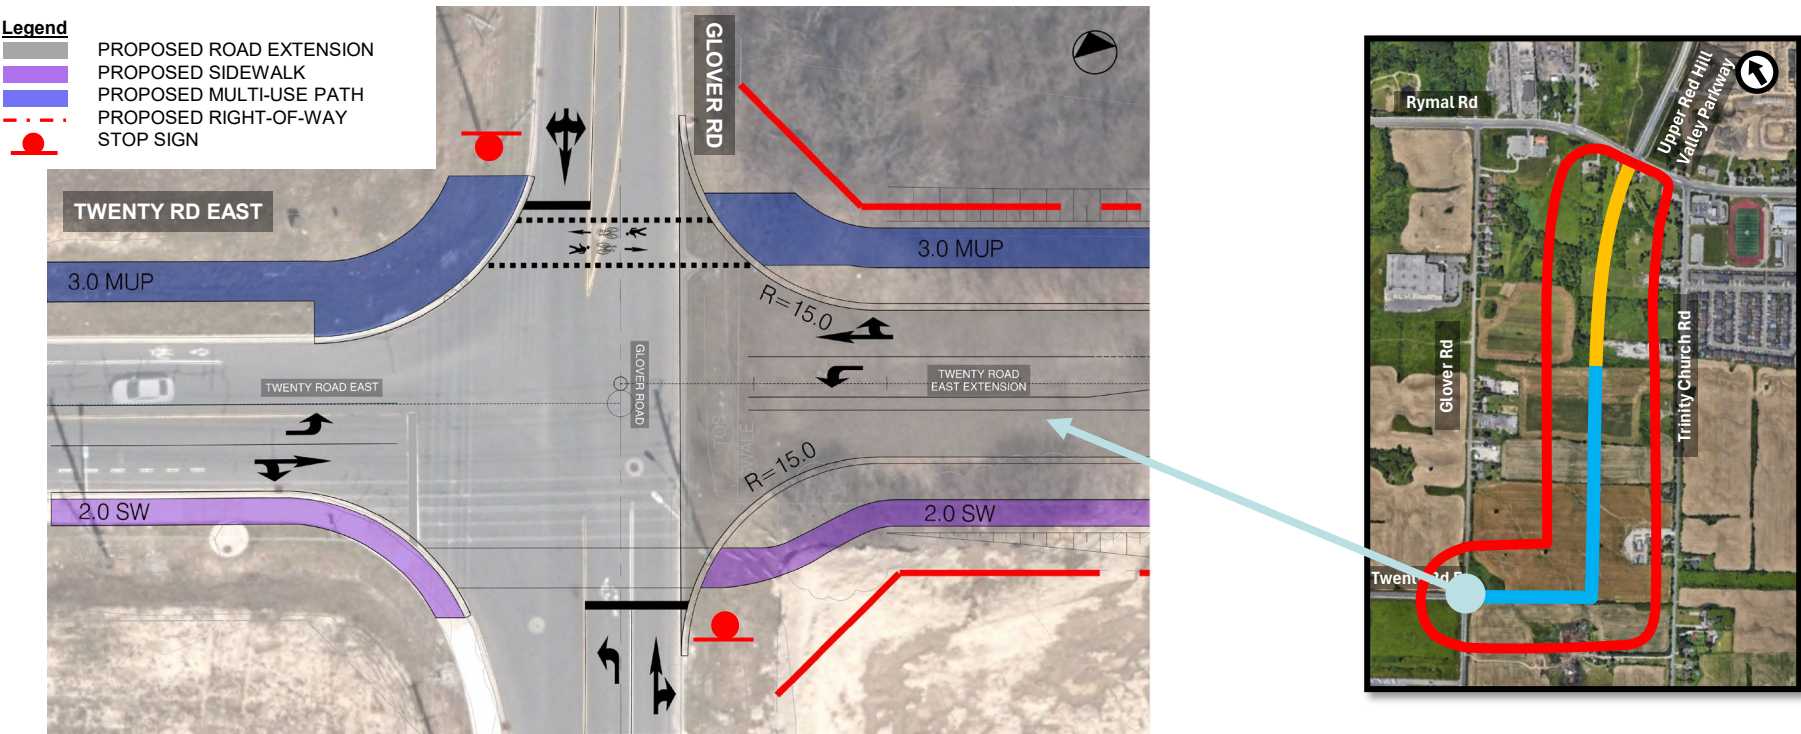 Legend
PROPOSED ROAD EXTENSION
PROPOSED SIDEWALK
PROPOSED MULTI-USE PATH
PROPOSED RIGHT-OF-WAY
STOP SIGN
TWENTY RD EAST
GLOVER RD
3.0 MUP
3.0 MUP
R=15.0
TWENTY ROAD EAST
GLOVER ROAD
TWENTY ROAD
EAST EXTENSION
R=15.0
2.0 SW
2.0 SW
Rymal Rd
Upper Red Hill
Valley Parkway
Glover Rd
Trinity Church Rd